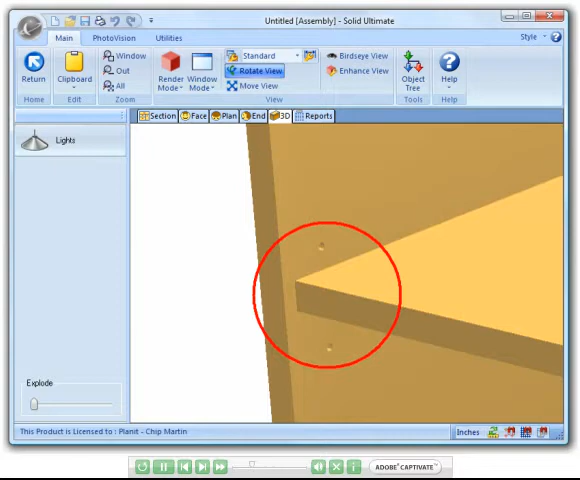 Untitled [Assembly] - Solid Ultimate
Main PhotoVision Utilities Style
Return
Home
Clipboard
Edit
Window
Out
All
Zoom
Render Mode
Window Mode
Standard
Rotate View
Move View
Birdseye View
Enhance View
View
Object Tree
Tools
Help
Help
Section Face Plan End 3D Reports
Lights
Explode
This Product is Licensed to : Planit - Chip Martin
Inches
ADOBE® CAPTIVATE™